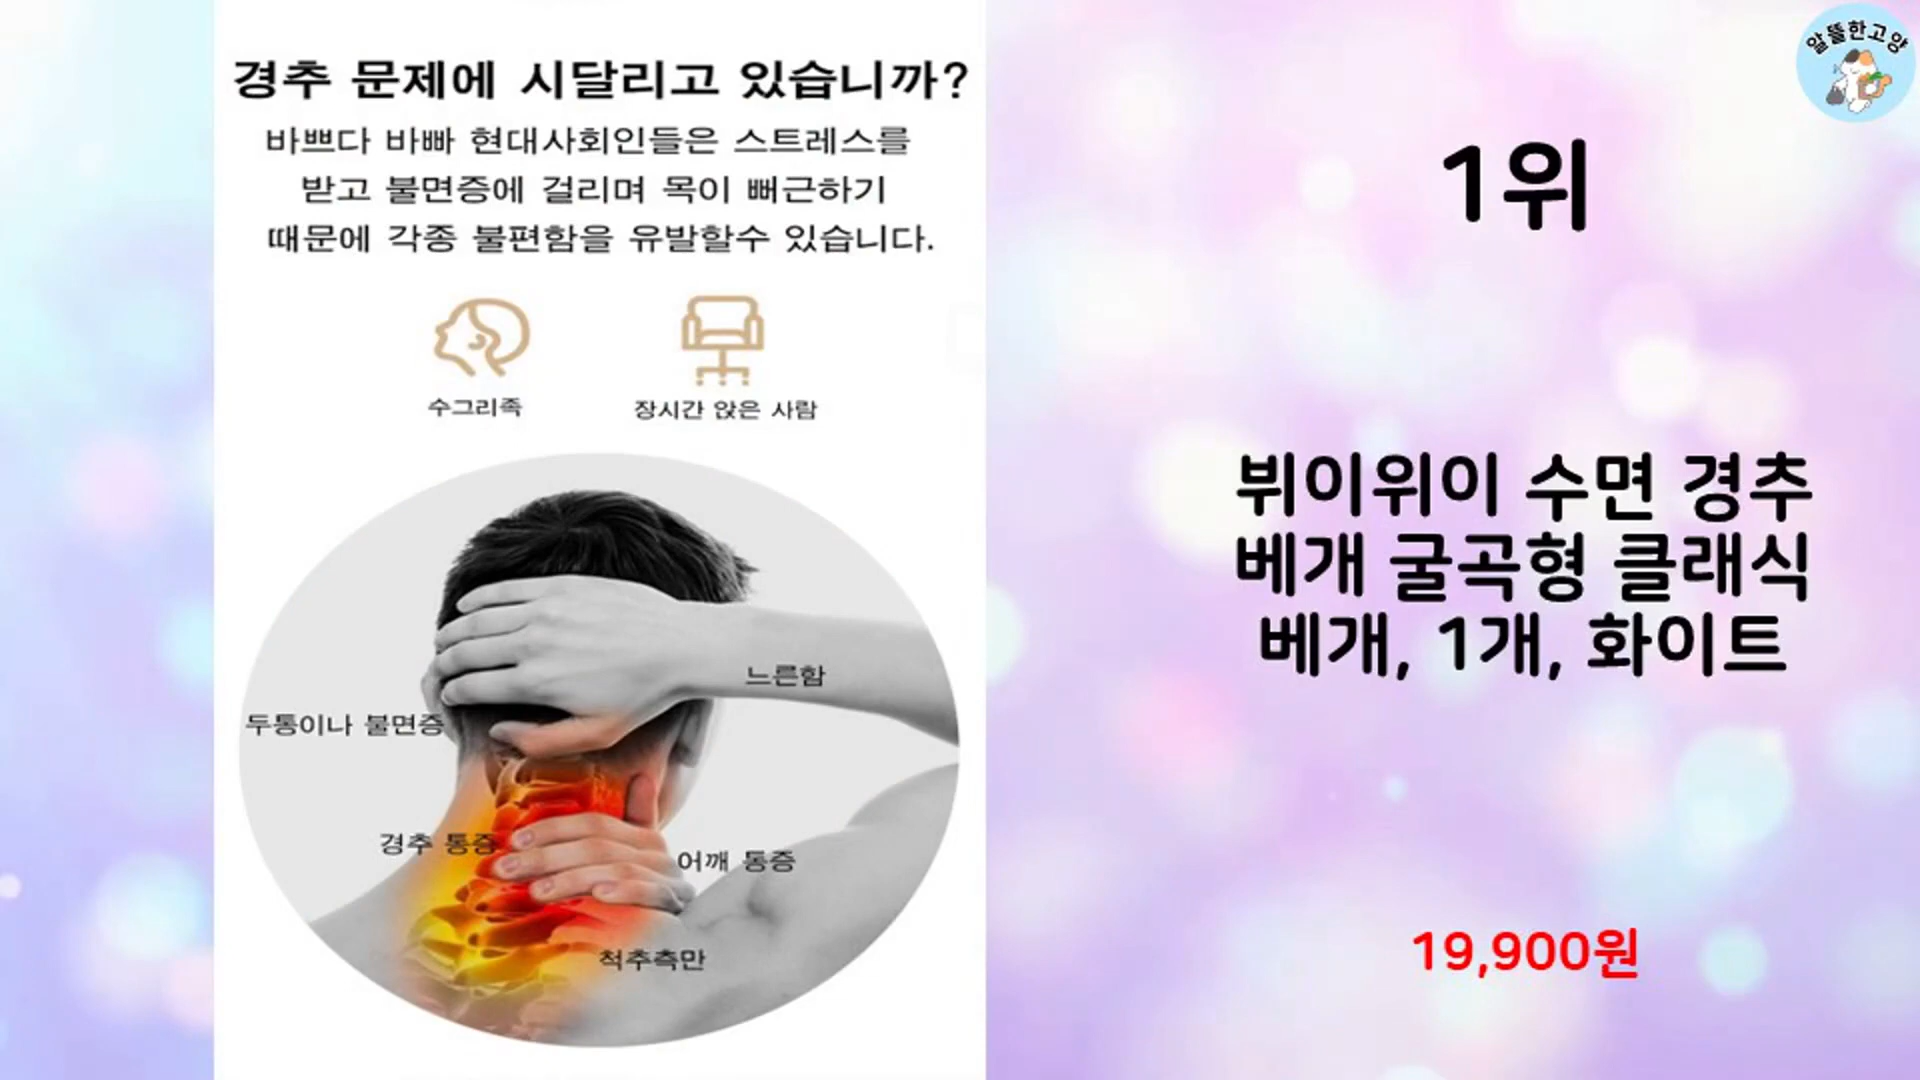 경추 문제에 시달리고 있습니까?
바쁘다 바빠 현대사회인들은 스트레스를
받고 불면증에 걸리며 목이 뻐근하기
때문에 각종 불편함을 유발할수 있습니다.
수그리족
장시간 앉은 사람
느른함
두통이나 불면증
경추 통증
어깨 통증
척추측만
알뜰한고양
1위
뷔이위이 수면 경추
베개 굴곡형 클래식
베개, 1개, 화이트
19,900원